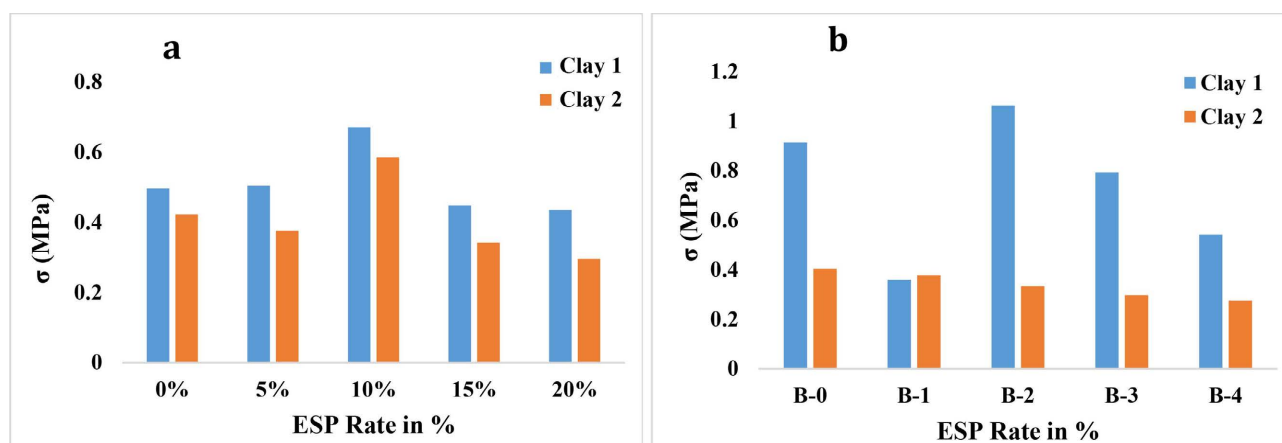 a
Clay 1
Clay 2
σ (MPa)
0.8
0.6
0.4
0.2
0
0% 5% 10% 15% 20%
ESP Rate in %
b
Clay 1
Clay 2
σ (MPa)
1.2
1
0.8
0.6
0.4
0.2
0
B-0 B-1 B-2 B-3 B-4
ESP Rate in %